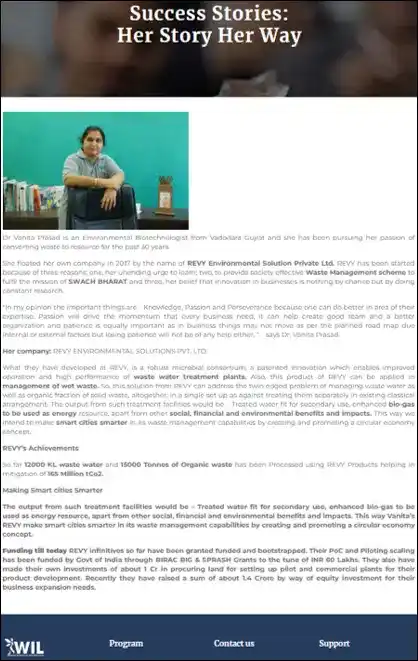 Success Stories:
Her Story Her Way
Dr Vanita Prasad is an Environmental Biotechnologist from Vadodara Gujrat and she has been pursuing her passion of
converting waste to resource for the past 30 years
She floated her own company in 2017 by the name of REVY Environmental Solution Private Ltd. REVY has been started
because of three reasons; one, her unending urge to learn; two, to provide society effective Waste Management scheme to
fulfil the mission of SWACH BHARAT and three, her belief that innovation in businesses is nothing by chance but by doing
constant research.
"In my opinion the important things are - Knowledge, Passion and Perseverance because one can do better in area of their
expertise. Passion will drive the momentum that every business need, it can help create good team and a better
organization and patience is equally important as in business things may not move as per the planned road map due
internal or external factors but losing patience will not be of any help either, " - says Dr. Vanita Prasad
Her company: REVY ENVIRONMENTAL SOLUTIONS PVT. LTD.
What they have developed at REVY, is a robust microbial consortium, a patented innovation which enables improved
operation and high performance of waste water treatment plants. Also, this product of REVY can be applied in
management of wet waste. So, this solution from REVY can address the twin edged problem of managing waste water as
well as organic fraction of solid waste, altogether, in a single set up as against treating them separately in existing classical
arrangement. The output from such treatment facilities would be - Treated water fit for secondary use, enhanced bio-gas
to be used as energy resource, apart from other social, financial and environmental benefits and impacts. This way we
intend to make smart cities smarter in its waste management capabilities by creating and promoting a circular economy
concept.
REVY's Achievements
So far 12000 KL waste water and 15000 Tonnes of Organic waste has been Processed using REVY Products helping in
mitigation of 165 Million tCo2.
Making Smart cities Smarter
The output from such treatment facilities would be – Treated water fit for secondary use, enhanced bio-gas to be used
as energy resource, apart from other social, financial and environmental benefits and impacts. This way Vanita's
REVY make smart cities smarter in its waste management capabilities by creating and promoting a circular economy
concept.
Funding till today REVY infinitives so far have been granted funded and bootstrapped. Their PoC and Piloting scaling
has been funded by Govt of India through BIRAC BIG & SPRASH Grants to the tune of INR 80 Lakhs. They also have
made their own investments of about 1 Cr in procuring land for setting up pilot and commercial plants for their
product development. Recently they have raised a sum of about 1.4 Crore by way of equity investment for their
business expansion needs.
WIL
Program
Contact us
Support